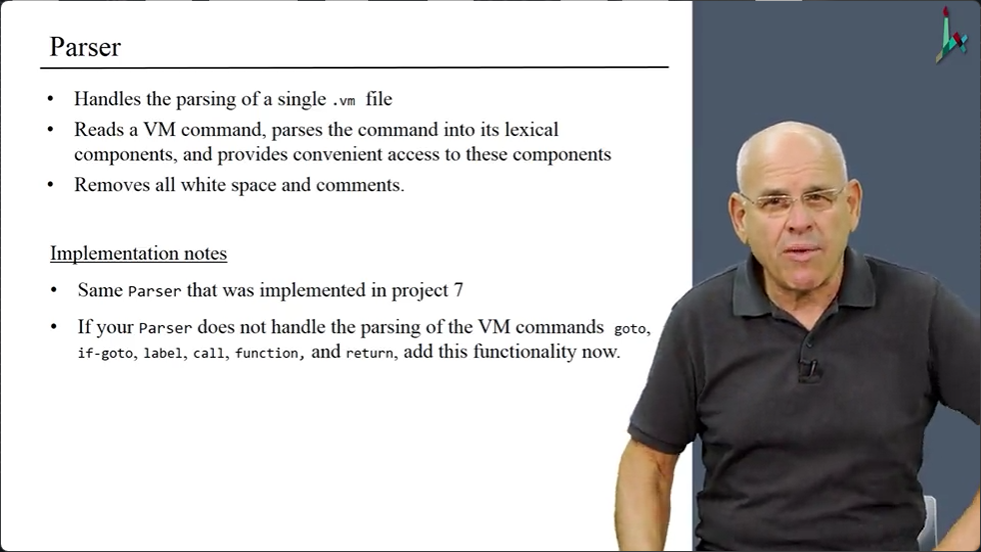 Parser
• Handles the parsing of a single .vm file
• Reads a VM command, parses the command into its lexical
components, and provides convenient access to these components
• Removes all white space and comments.
Implementation notes
• Same Parser that was implemented in project 7
• If your Parser does not handle the parsing of the VM commands goto,
if-goto, label, call, function, and return, add this functionality now.